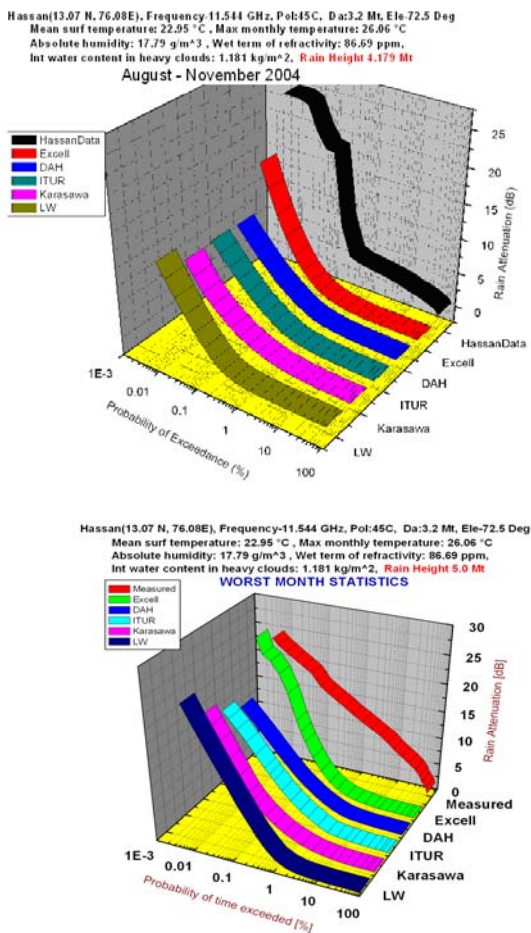 Hassan(13.07 N, 76.08E), Frequency-11.544 GHz, Pol:45C, Da:3.2 Mt, Ele-72.5 Deg
Mean surf temperature: 22.95 °C , Max monthly temperature: 26.06 °C
Absolute humidity: 17.79 g/m^3 , Wet term of refractivity: 86.69 ppm,
Int water content in heavy clouds: 1.181 kg/m^2, Rain Height 4.179 Mt
August - November 2004
HassanData
Excell
DAH
ITUR
Karasawa
LW
25
20
15
10
5
0
Rain Attenuation (dB)
HassanData
Excell
DAH
ITUR
Karasawa
LW
1E-3
0.01
0.1
1
10
100
Probability of Exceedance (%)
Hassan(13.07 N, 76.08E), Frequency-11.544 GHz, Pol:45C, Da:3.2 Mt, Ele-72.5 Deg
Mean surf temperature: 22.95 °C , Max monthly temperature: 26.06 °C
Absolute humidity: 17.79 g/m^3 , Wet term of refractivity: 86.69 ppm,
Int water content in heavy clouds: 1.181 kg/m^2, Rain Height 5.0 Mt
WORST MONTH STATISTICS
Measured
Excell
DAH
ITUR
Karasawa
LW
30
25
20
15
10
5
0
Rain Attenuation [dB]
Measured
Excell
DAH
ITUR
Karasawa
LW
1E-3
0.01
0.1
1
10
100
Probability of time exceeded [%]